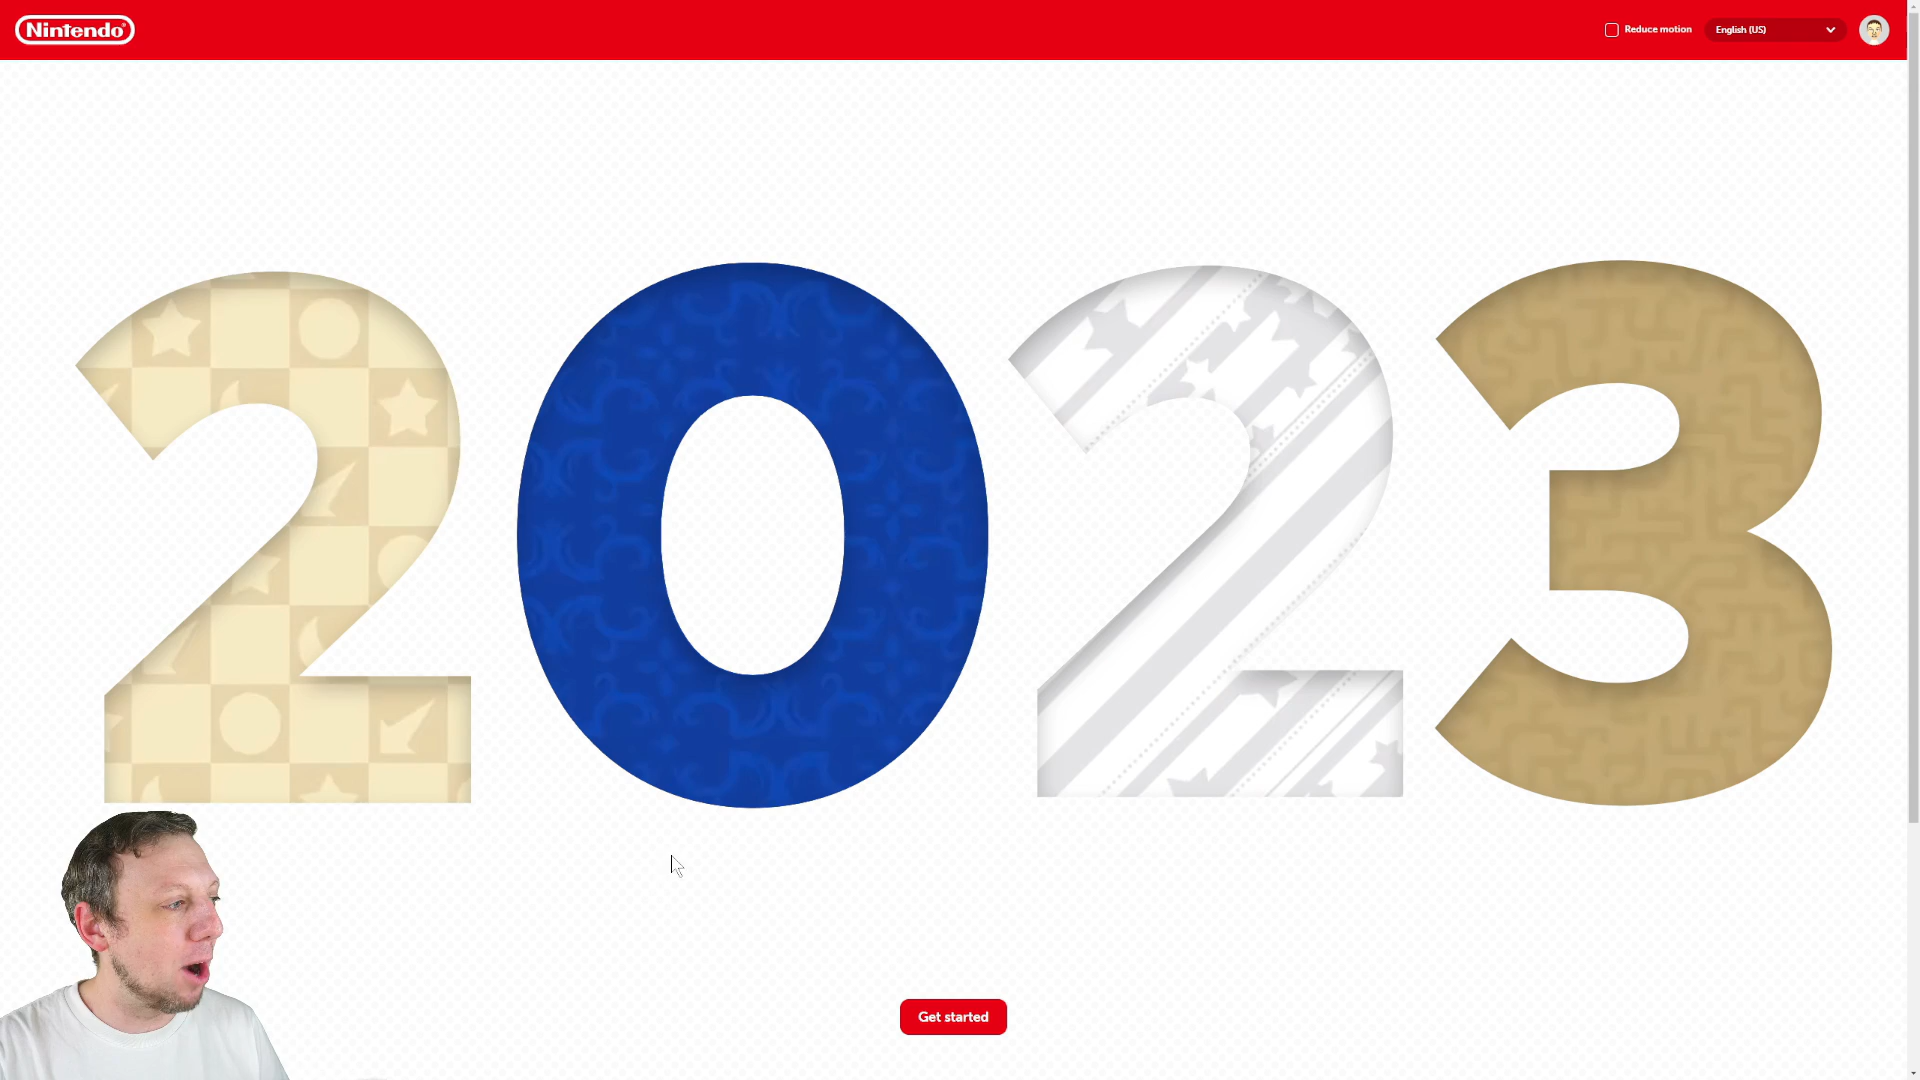 Nintendo
Reduce motion
English (US)
2023
Get started